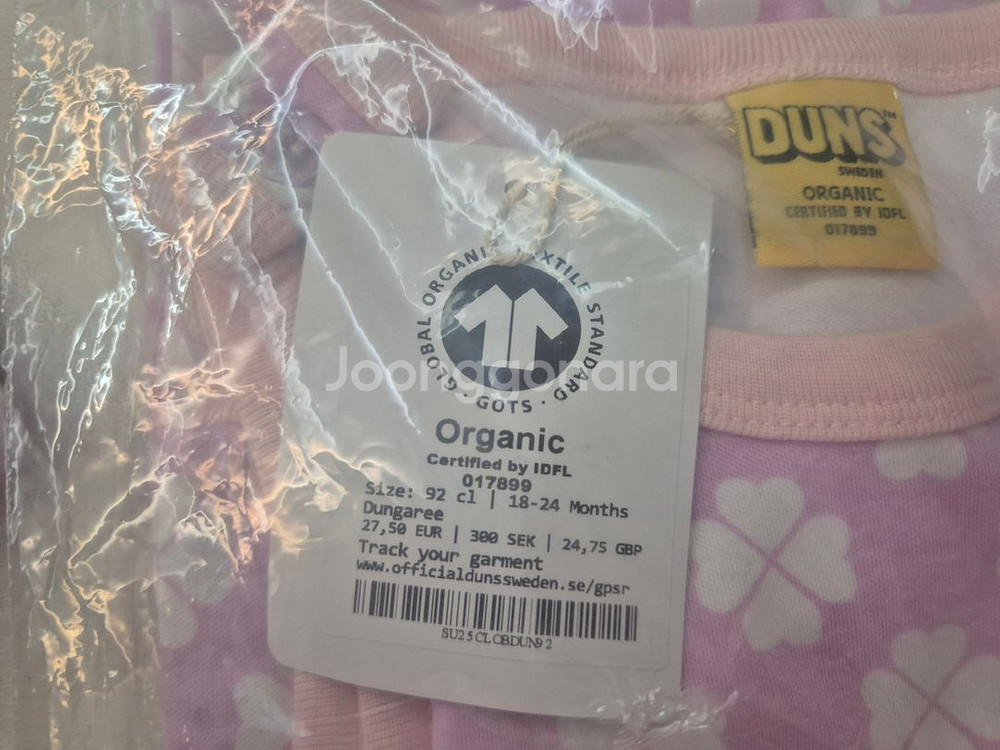 DUNS™
SWEDEN
ORGANIC
CERTIFIED BY IDFL
017899
GLOBAL ORGANIC TEXTILE STANDARD · GOTS ·
Joonggonara
Organic
Certified by IDFL
017899
Size: 92 cl | 18-24 Months
Dungaree
27,50 EUR | 300 SEK | 24,75 GBP
Track your garment
www.officialdunssweden.se/gpsr
SU25CLOBDUN92